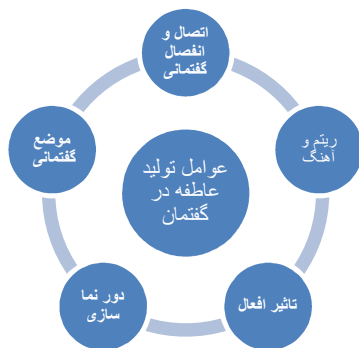 اتصال و
انفصال
گفتمانی
ریتم و
آهنگ
تاثیر افعال
دور نما
سازی
موضع
گفتمانی
عوامل تولید
عاطفه در
گفتمان